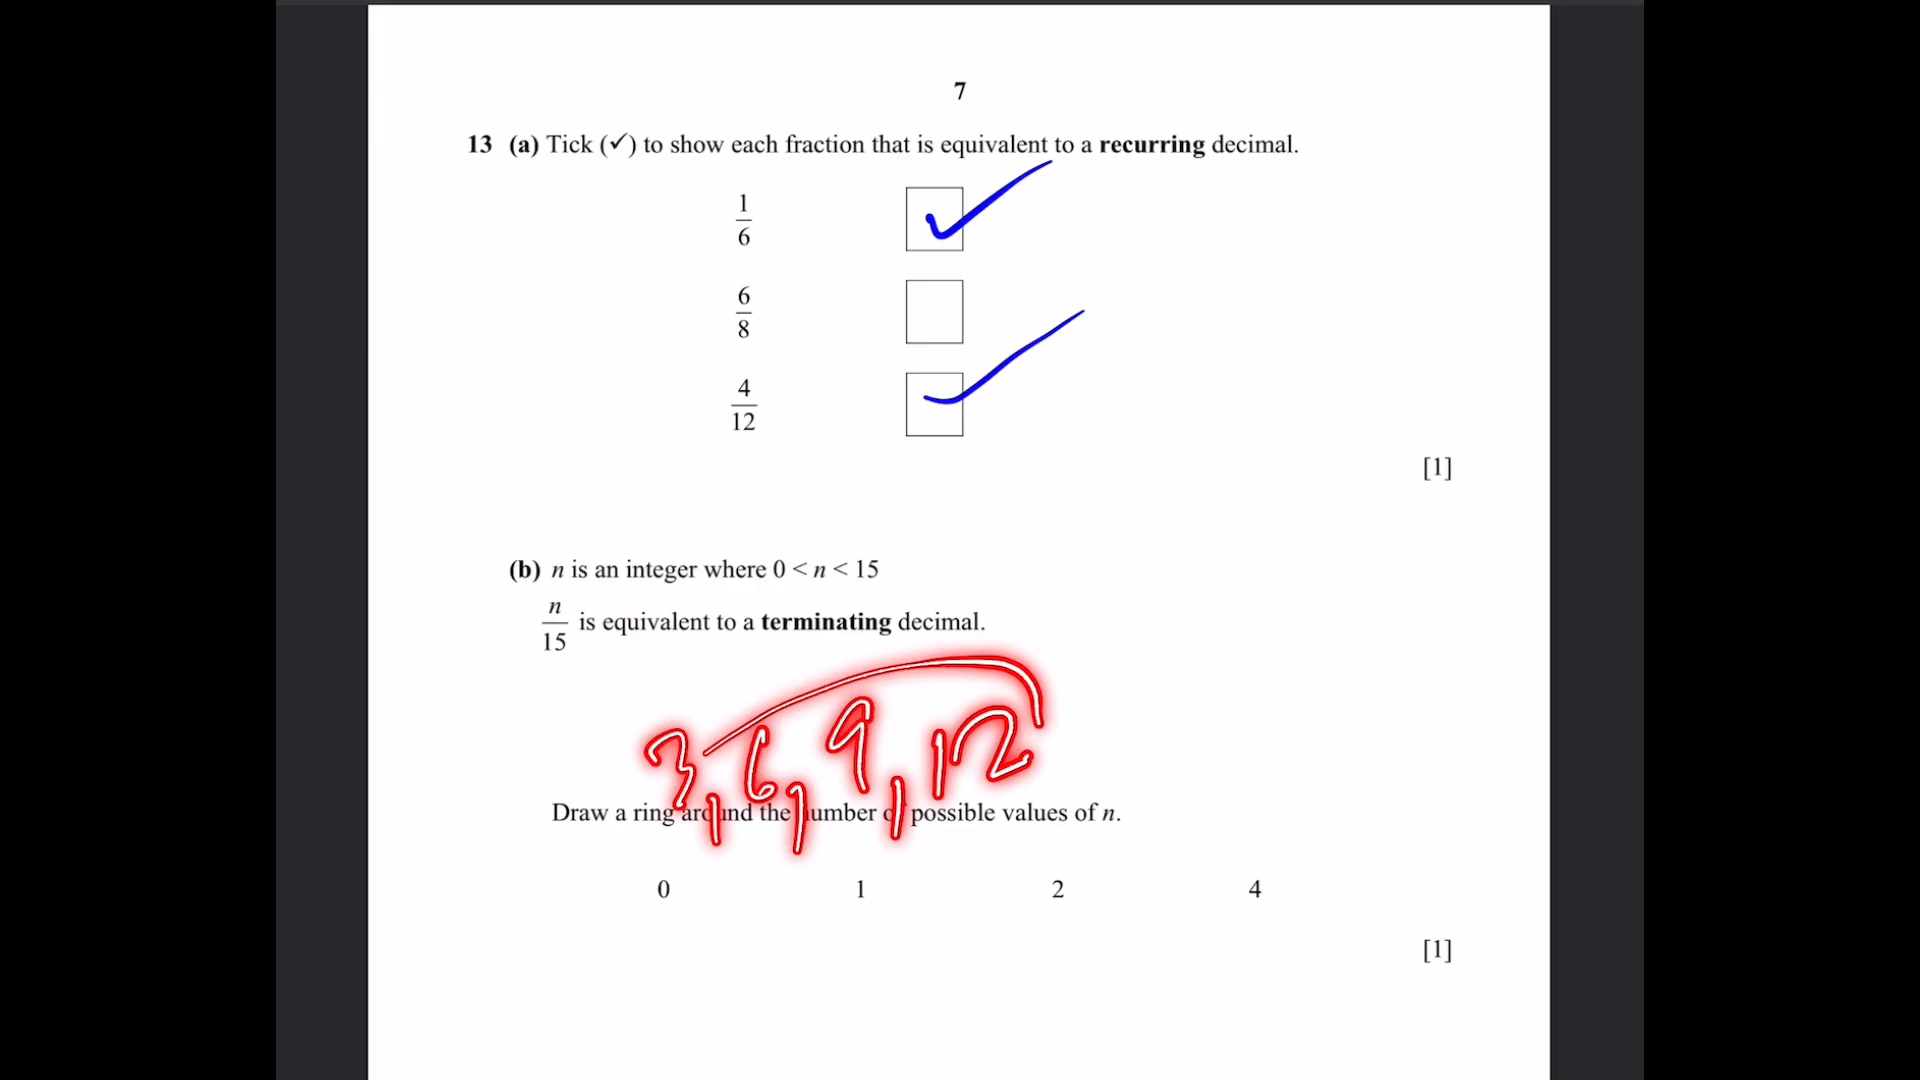 7
13 (a) Tick (✓) to show each fraction that is equivalent to a recurring decimal.
1
6
6
8
4
12
[1]
(b) n is an integer where 0 < n < 15
n
15
is equivalent to a terminating decimal.
3, 6, 9, 12
Draw a ring around the number of possible values of n.
0 1 2 4
[1]